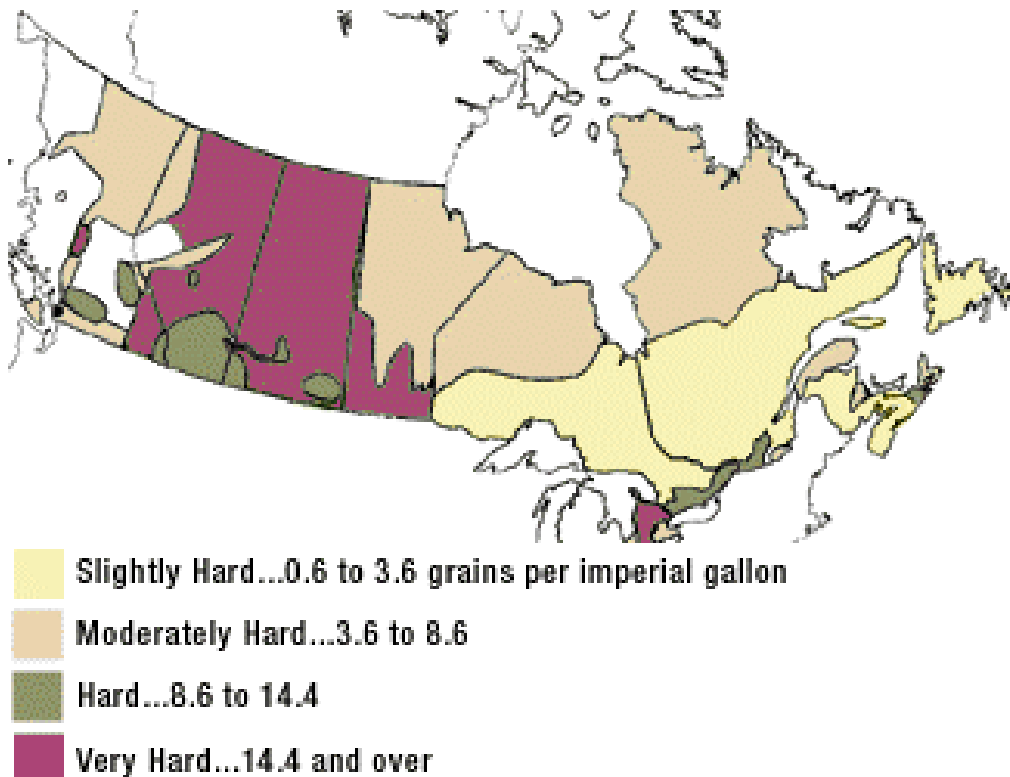 Slightly Hard...0.6 to 3.6 grains per imperial gallon
Moderately Hard...3.6 to 8.6
Hard...8.6 to 14.4
Very Hard...14.4 and over